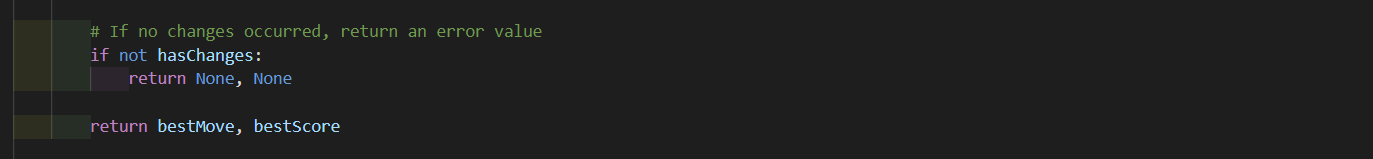 # If no changes occurred, return an error value
if not hasChanges:
return None, None
return bestMove, bestScore